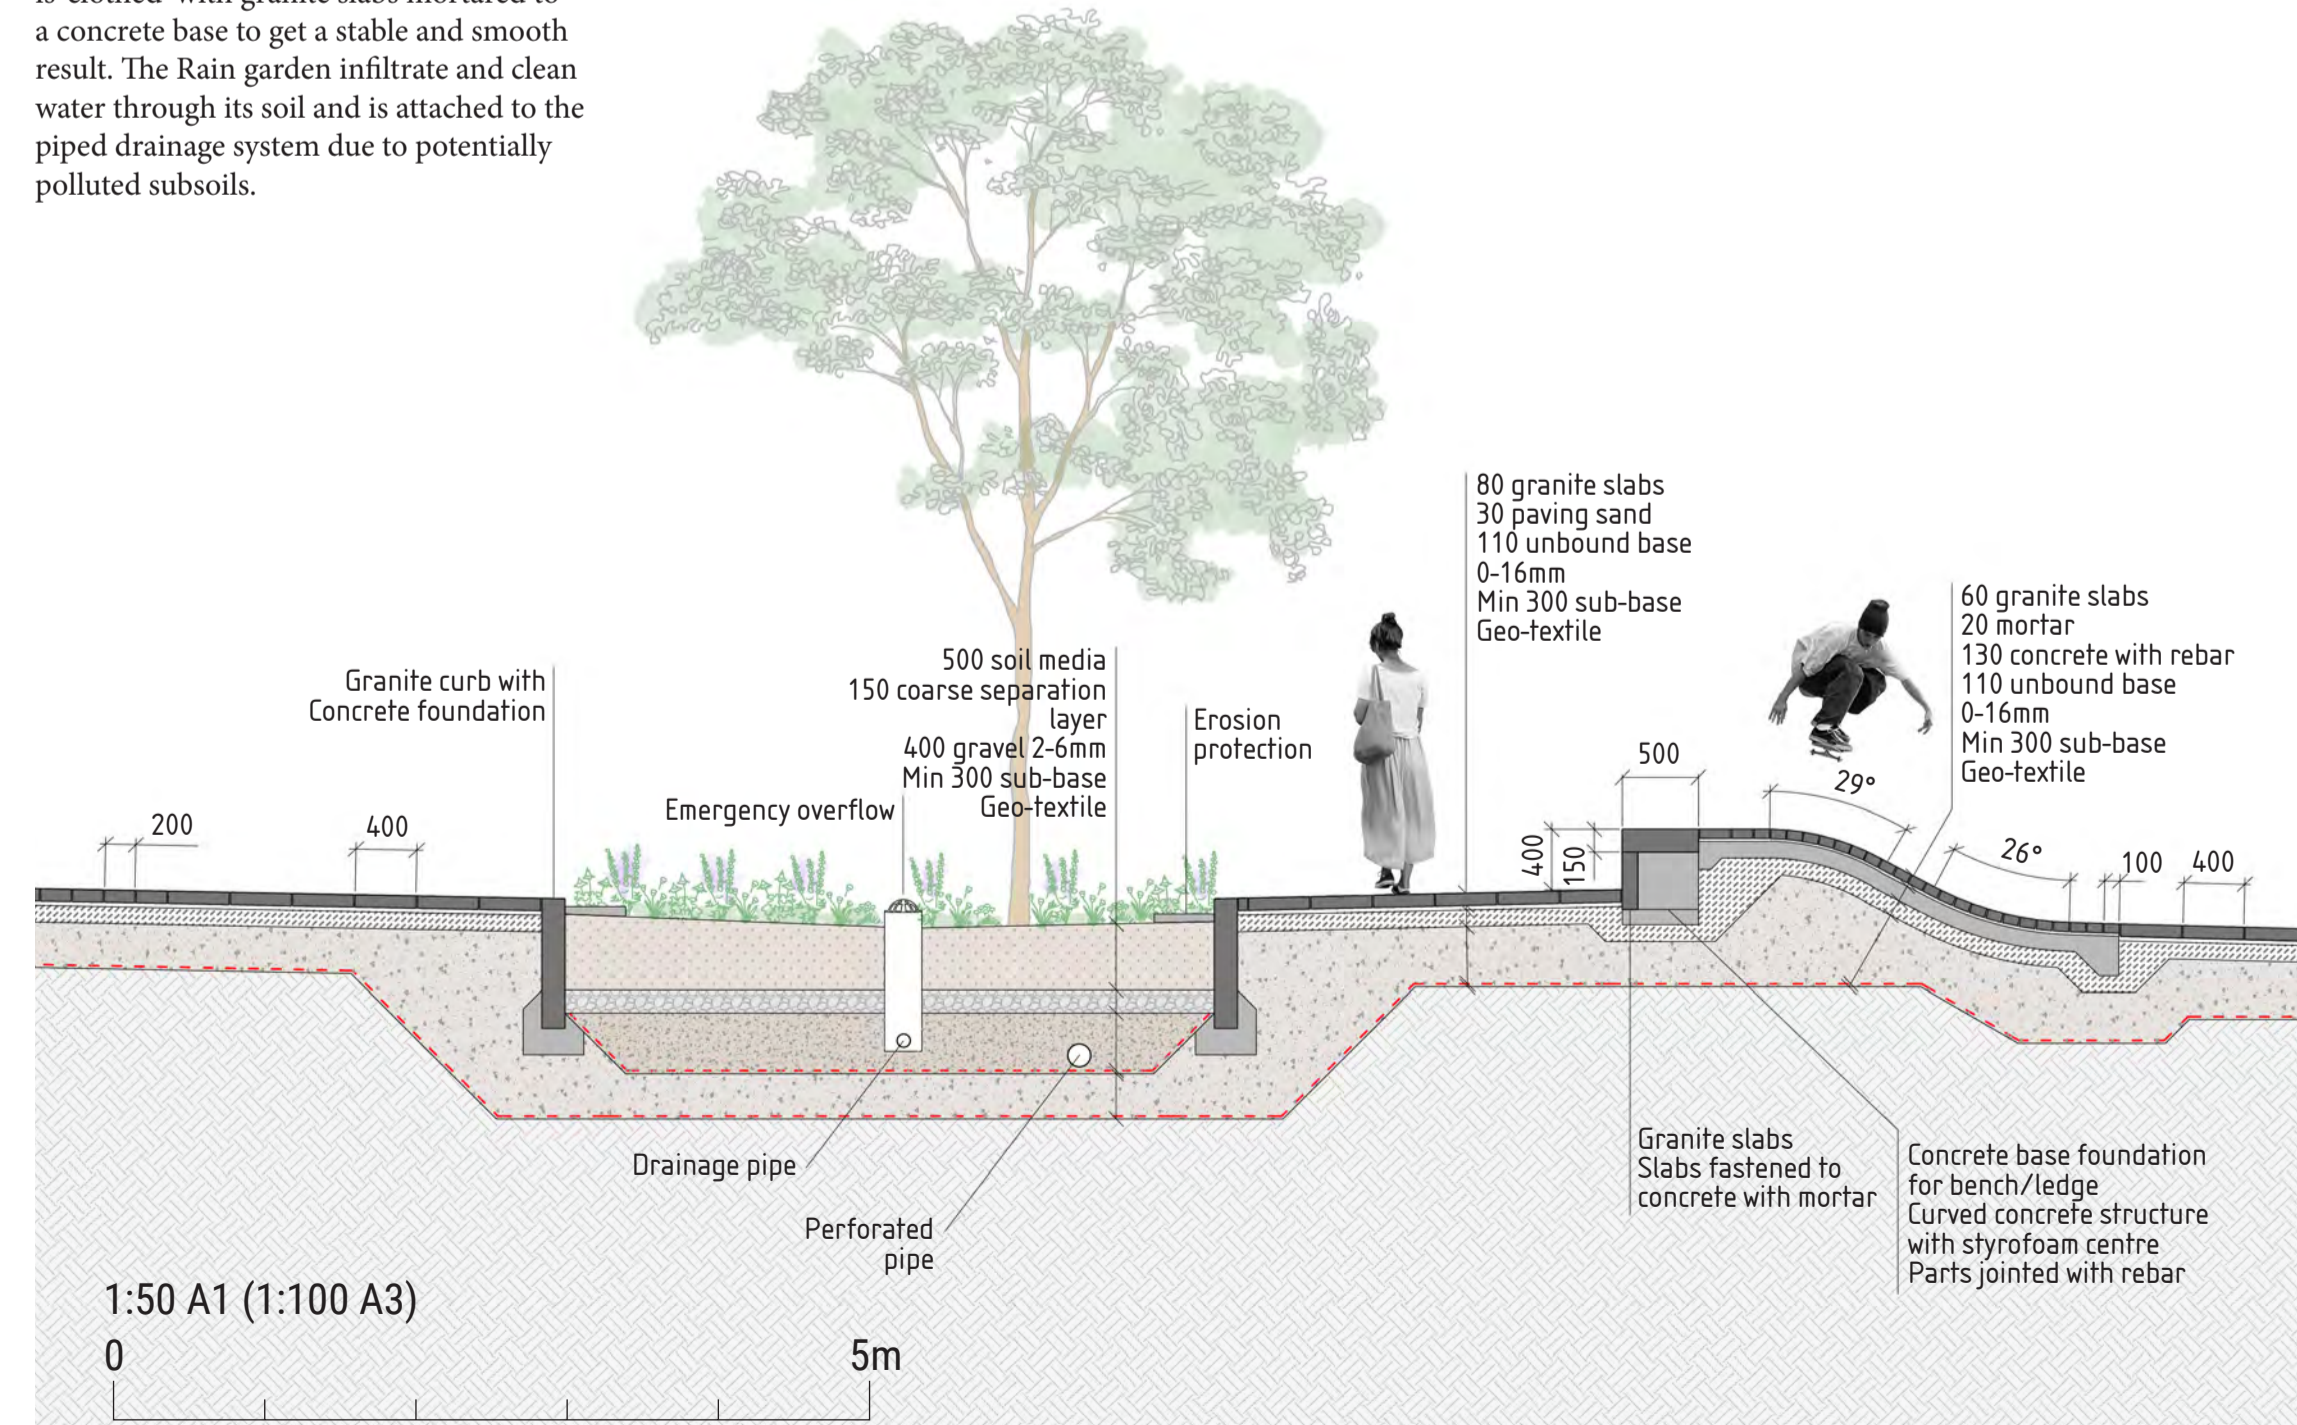 a concrete base to get a stable and smooth
result. The Rain garden infiltrate and clean
water through its soil and is attached to the
piped drainage system due to potentially
polluted subsoils.
80 granite slabs
30 paving sand
110 unbound base
0-16mm
Min 300 sub-base
Geo-textile
60 granite slabs
20 mortar
130 concrete with rebar
110 unbound base
0-16mm
Min 300 sub-base
Geo-textile
Granite curb with
Concrete foundation
500 soil media
150 coarse separation
layer
400 gravel 2-6mm
Min 300 sub-base
Geo-textile
Erosion
protection
Emergency overflow
200
400
500
400
150
29°
26°
100
400
Drainage pipe
Perforated
pipe
Granite slabs
Slabs fastened to
concrete with mortar
Concrete base foundation
for bench/ledge
Curved concrete structure
with styrofoam centre
Parts jointed with rebar
1:50 A1 (1:100 A3)
0
5m